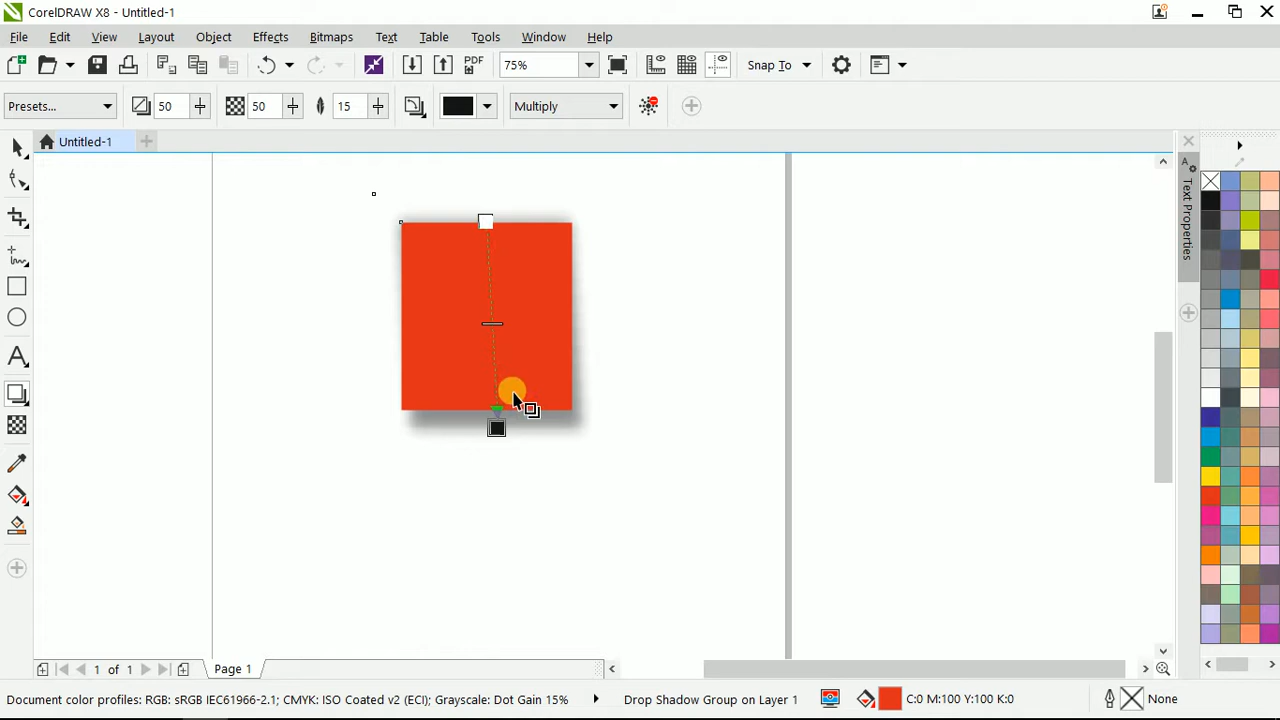 CorelDRAW X8 - Untitled-1
File Edit View Layout Object Effects Bitmaps Text Table Tools Window Help
PDF 75% Snap To
Presets... 50 50 15 Multiply
Untitled-1
Text Properties
1 of 1 Page 1
Document color profiles: RGB: sRGB IEC61966-2.1; CMYK: ISO Coated v2 (ECI); Grayscale: Dot Gain 15% Drop Shadow Group on Layer 1 C:0 M:100 Y:100 K:0 None